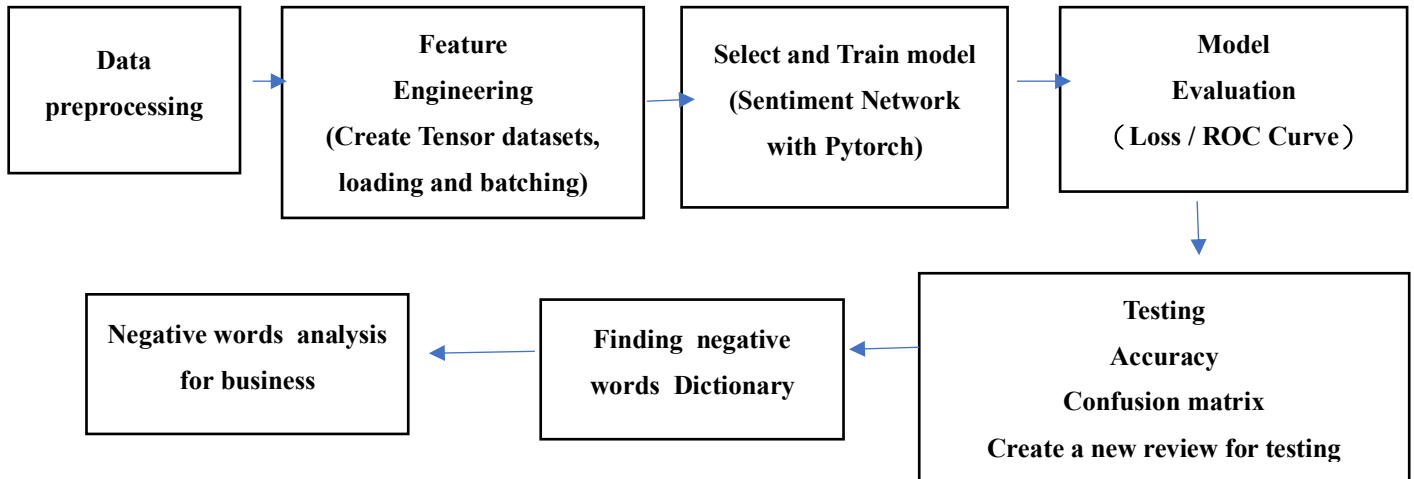 Data
preprocessing
Feature
Engineering
(Create Tensor datasets,
loading and batching)
Select and Train model
(Sentiment Network
with Pytorch)
Model
Evaluation
（Loss / ROC Curve）
Testing
Accuracy
Confusion matrix
Create a new review for testing
Finding negative
words Dictionary
Negative words analysis
for business